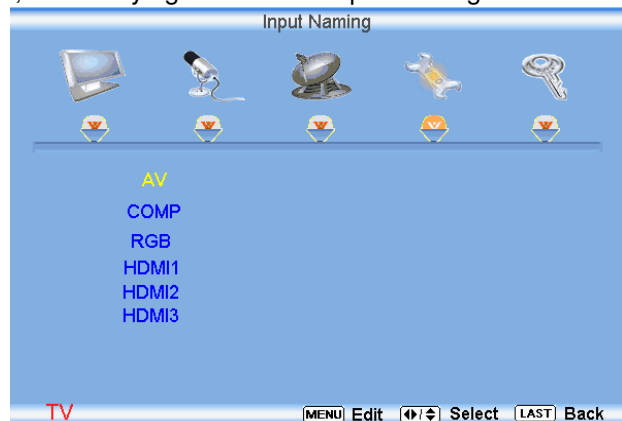 Input Naming
AV
COMP
RGB
HDMI1
HDMI2
HDMI3
TV MENU Edit / Select LAST Back